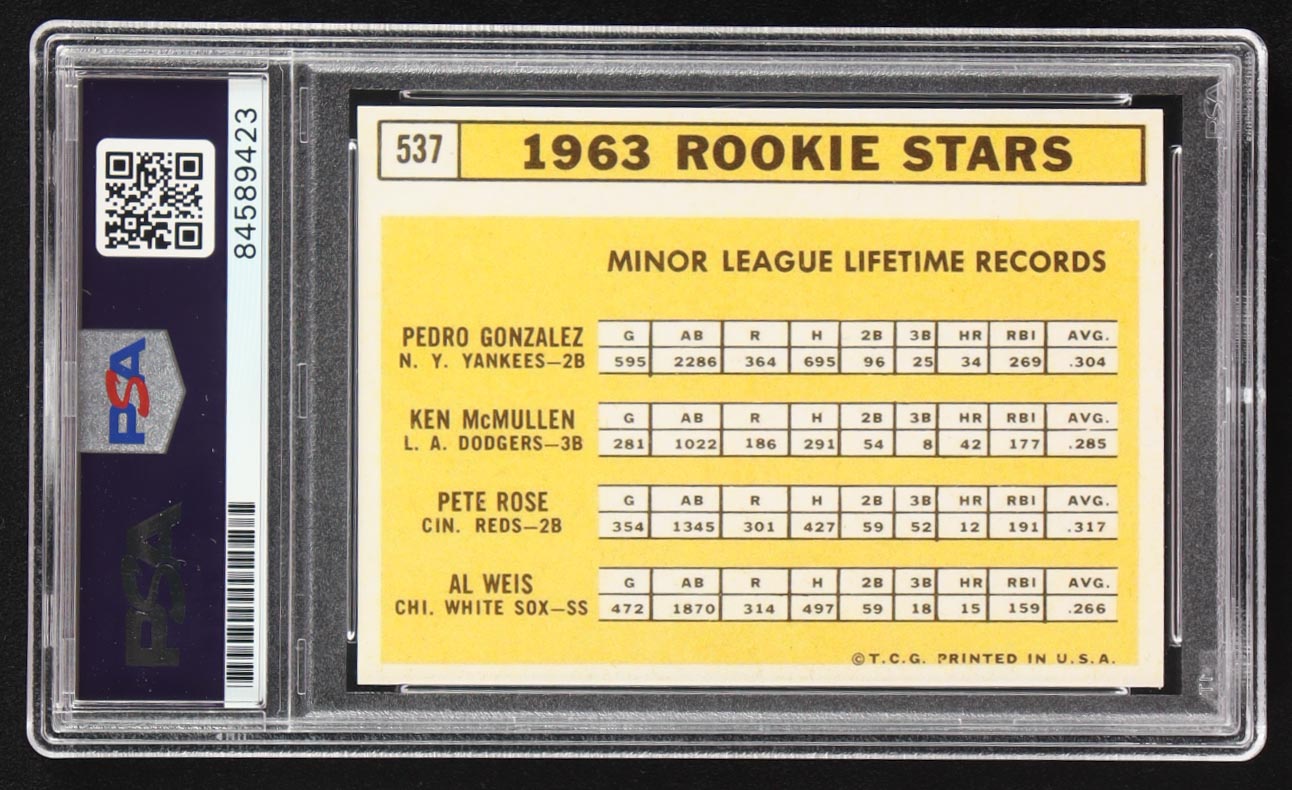 84589423
PSA
PSA
PSA
537 1963 ROOKIE STARS
MINOR LEAGUE LIFETIME RECORDS
PEDRO GONZALEZ G AB R H 2B 3B HR RBI AVG.
N. Y. YANKEES—2B 595 2286 364 695 96 25 34 269 .304
KEN McMULLEN G AB R H 2B 3B HR RBI AVG.
L. A. DODGERS—3B 281 1022 186 291 54 8 42 177 .285
PETE ROSE G AB R H 2B 3B HR RBI AVG.
CIN. REDS—2B 354 1345 301 427 59 52 12 191 .317
AL WEIS G AB R H 2B 3B HR RBI AVG.
CHI. WHITE SOX—SS 472 1870 314 497 59 18 15 159 .266
©T.C.G. PRINTED IN U.S.A.